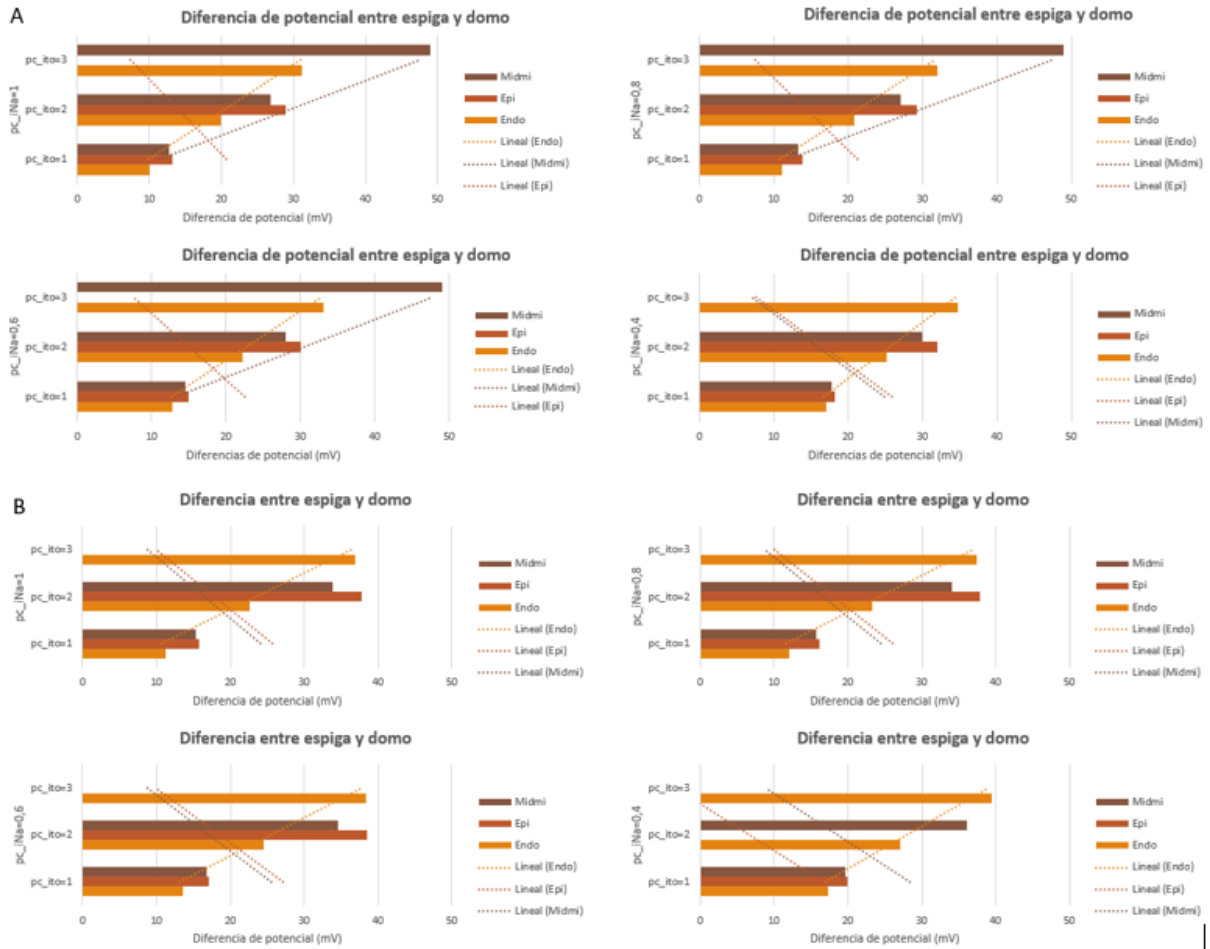 A
Diferencia de potencial entre espiga y domo
pc_iNa=1
pc_ito=3
pc_ito=2
pc_ito=1
0 10 20 30 40 50
Diferencia de potencial (mV)
Midmi
Epi
Endo
Lineal (Endo)
Lineal (Midmi)
Lineal (Epi)
Diferencia de potencial entre espiga y domo
pc_iNa=0,8
pc_ito=3
pc_ito=2
pc_ito=1
0 10 20 30 40 50
Diferencias de potencial (mV)
Midmi
Epi
Endo
Lineal (Endo)
Lineal (Midmi)
Lineal (Epi)
Diferencia de potencial entre espiga y domo
pc_iNa=0,6
pc_ito=3
pc_ito=2
pc_ito=1
0 10 20 30 40 50
Diferencias de potencial (mV)
Midmi
Epi
Endo
Lineal (Endo)
Lineal (Midmi)
Lineal (Epi)
Diferencia de potencial entre espiga y domo
pc_iNa=0,4
pc_ito=3
pc_ito=2
pc_ito=1
0 10 20 30 40 50
Diferencias de potencial (mV)
Midmi
Epi
Endo
Lineal (Endo)
Lineal (Epi)
Lineal (Midmi)
B
Diferencia entre espiga y domo
pc_iNa=1
pc_ito=3
pc_ito=2
pc_ito=1
0 10 20 30 40 50
Diferencia de potencial (mV)
Midmi
Epi
Endo
Lineal (Endo)
Lineal (Epi)
Lineal (Midmi)
Diferencia entre espiga y domo
pc_iNa=0,8
pc_ito=3
pc_ito=2
pc_ito=1
0 10 20 30 40 50
Diferencia de potencial (mV)
Midmi
Epi
Endo
Lineal (Endo)
Lineal (Epi)
Lineal (Midmi)
Diferencia entre espiga y domo
pc_iNa=0,6
pc_ito=3
pc_ito=2
pc_ito=1
0 10 20 30 40 50
Diferencia de potencial (mV)
Midmi
Epi
Endo
Lineal (Endo)
Lineal (Epi)
Lineal (Midmi)
Diferencia entre espiga y domo
pc_iNa=0,4
pc_ito=3
pc_ito=2
pc_ito=1
0 10 20 30 40 50
Diferencia de potencial (mV)
Midmi
Epi
Endo
Lineal (Endo)
Lineal (Epi)
Lineal (Midmi)